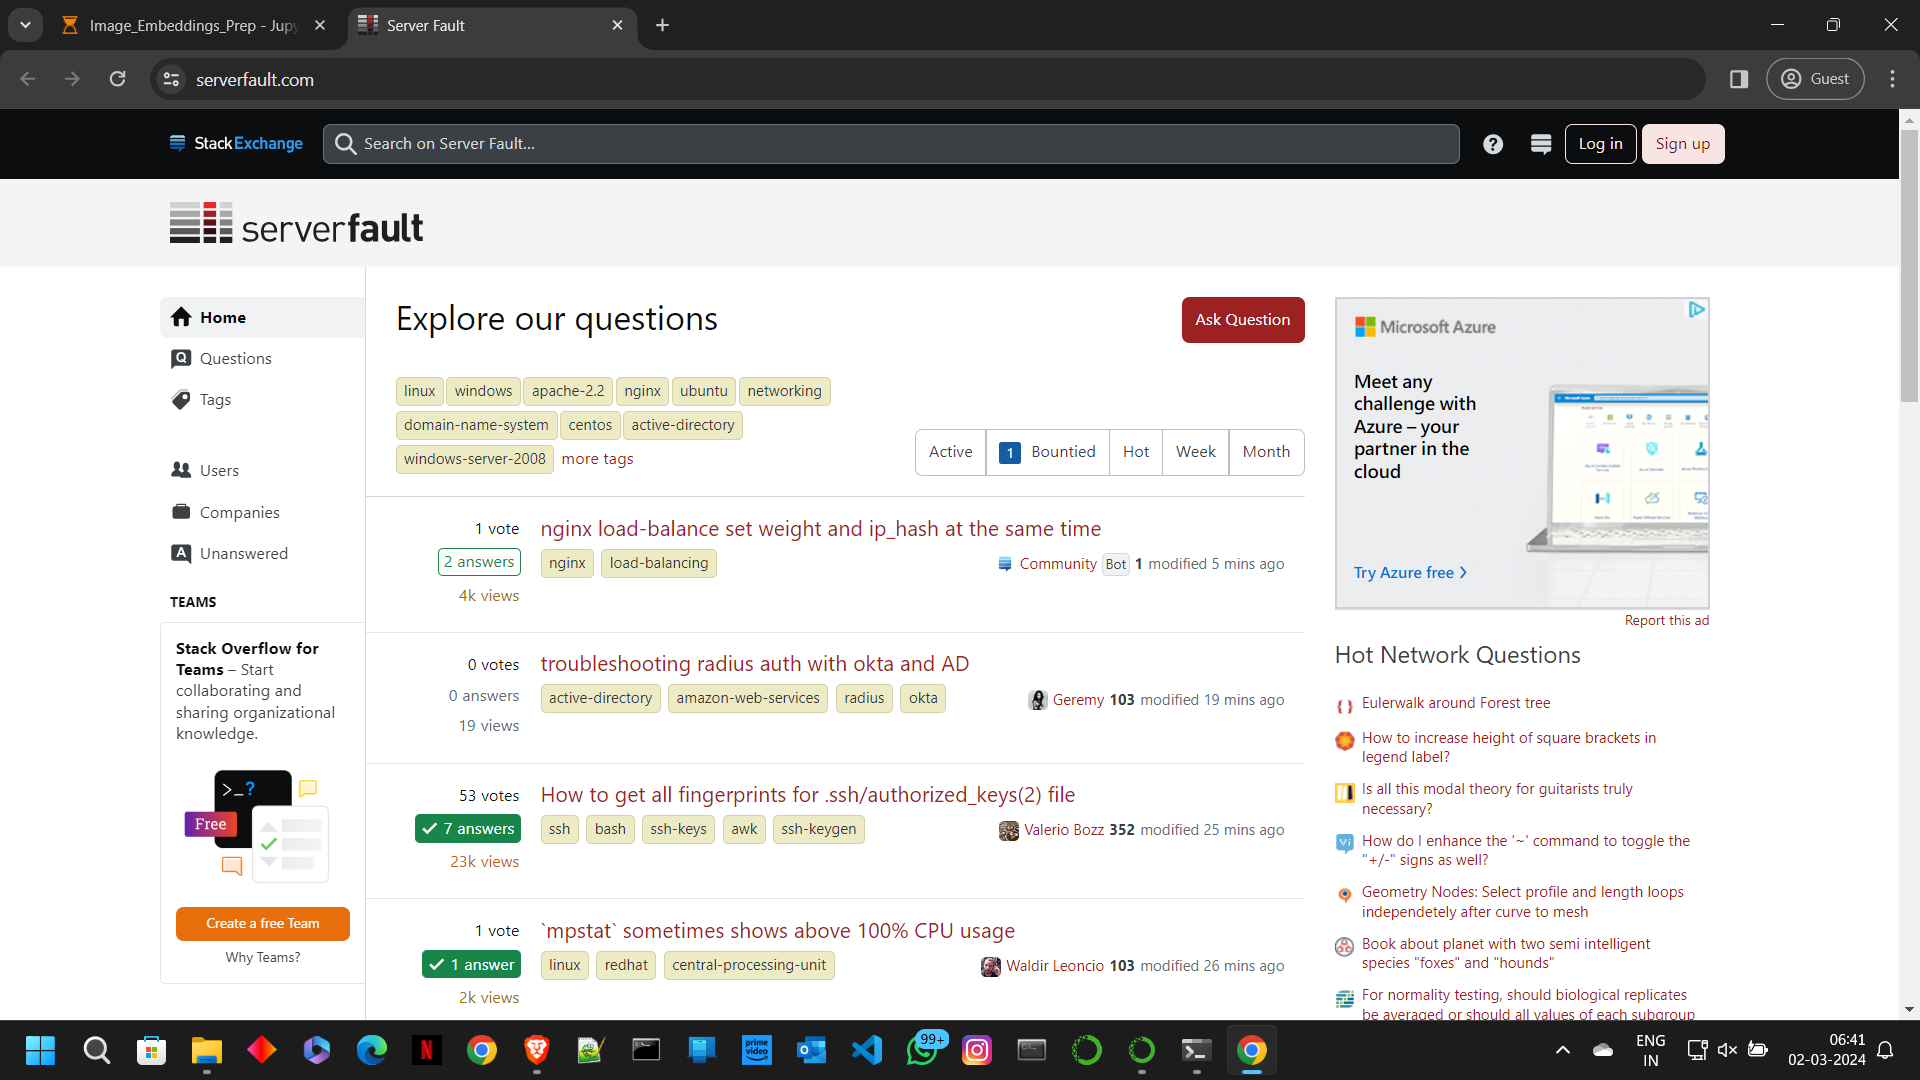 Image_Embeddings_Prep - Jupy
Server Fault
serverfault.com
Guest
StackExchange
Search on Server Fault...
Log in
Sign up
serverfault
Home
Questions
Tags
Users
Companies
Unanswered
TEAMS
Stack Overflow for
Teams – Start
collaborating and
sharing organizational
knowledge.
>_?
Free
Create a free Team
Why Teams?
Explore our questions
Ask Question
linux windows apache-2.2 nginx ubuntu networking
domain-name-system centos active-directory
windows-server-2008 more tags
Active 1 Bountied Hot Week Month
1 vote
2 answers
4k views
nginx load-balance set weight and ip_hash at the same time
nginx load-balancing
Community Bot 1 modified 5 mins ago
0 votes
0 answers
19 views
troubleshooting radius auth with okta and AD
active-directory amazon-web-services radius okta
Geremy 103 modified 19 mins ago
53 votes
7 answers
23k views
How to get all fingerprints for .ssh/authorized_keys(2) file
ssh bash ssh-keys awk ssh-keygen
Valerio Bozz 352 modified 25 mins ago
1 vote
1 answer
2k views
`mpstat` sometimes shows above 100% CPU usage
linux redhat central-processing-unit
Waldir Leoncio 103 modified 26 mins ago
Microsoft Azure
Meet any
challenge with
Azure – your
partner in the
cloud
Try Azure free
Report this ad
Hot Network Questions
Eulerwalk around Forest tree
How to increase height of square brackets in
legend label?
Is all this modal theory for guitarists truly
necessary?
How do I enhance the '~' command to toggle the
"+/-" signs as well?
Geometry Nodes: Select profile and length loops
independetely after curve to mesh
Book about planet with two semi intelligent
species "foxes" and "hounds"
For normality testing, should biological replicates
be averaged or should all values of each subgroup
99+
prime
video
ENG
IN
06:41
02-03-2024